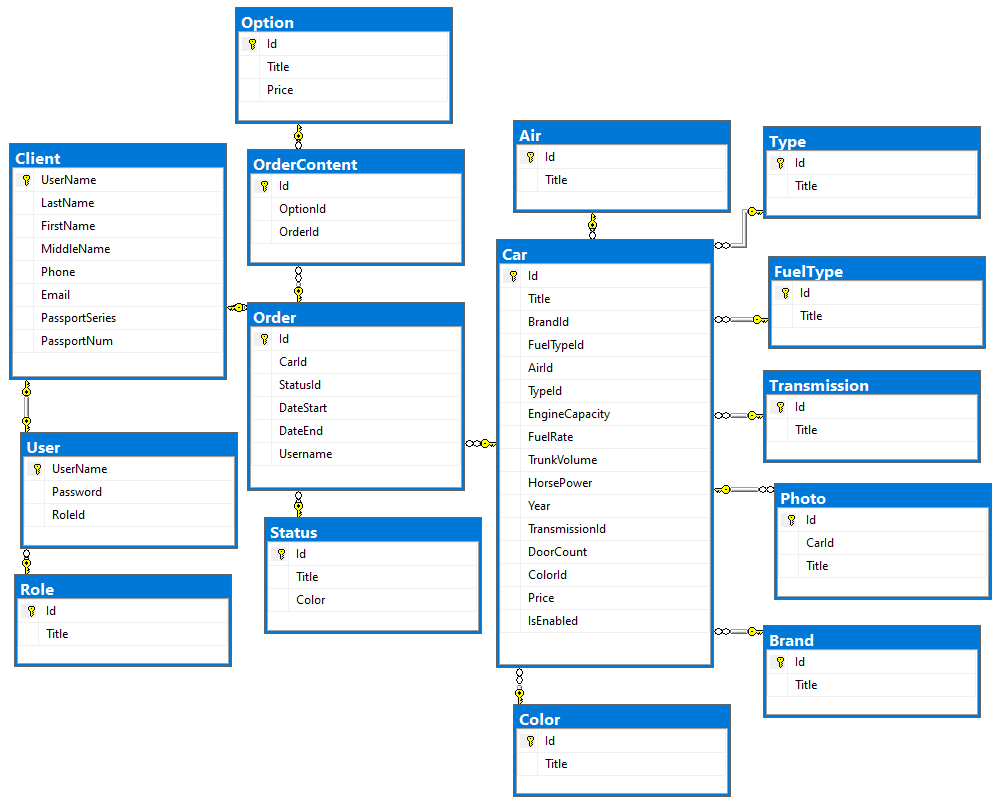 Option
Id
Title
Price
Client
UserName
LastName
FirstName
MiddleName
Phone
Email
PassportSeries
PassportNum
OrderContent
Id
OptionId
OrderId
Order
Id
CarId
StatusId
DateStart
DateEnd
Username
User
UserName
Password
RoleId
Role
Id
Title
Status
Id
Title
Color
Air
Id
Title
Car
Id
Title
BrandId
FuelTypeId
AirId
TypeId
EngineCapacity
FuelRate
TrunkVolume
HorsePower
Year
TransmissionId
DoorCount
ColorId
Price
IsEnabled
Color
Id
Title
Type
Id
Title
FuelType
Id
Title
Transmission
Id
Title
Photo
Id
CarId
Title
Brand
Id
Title